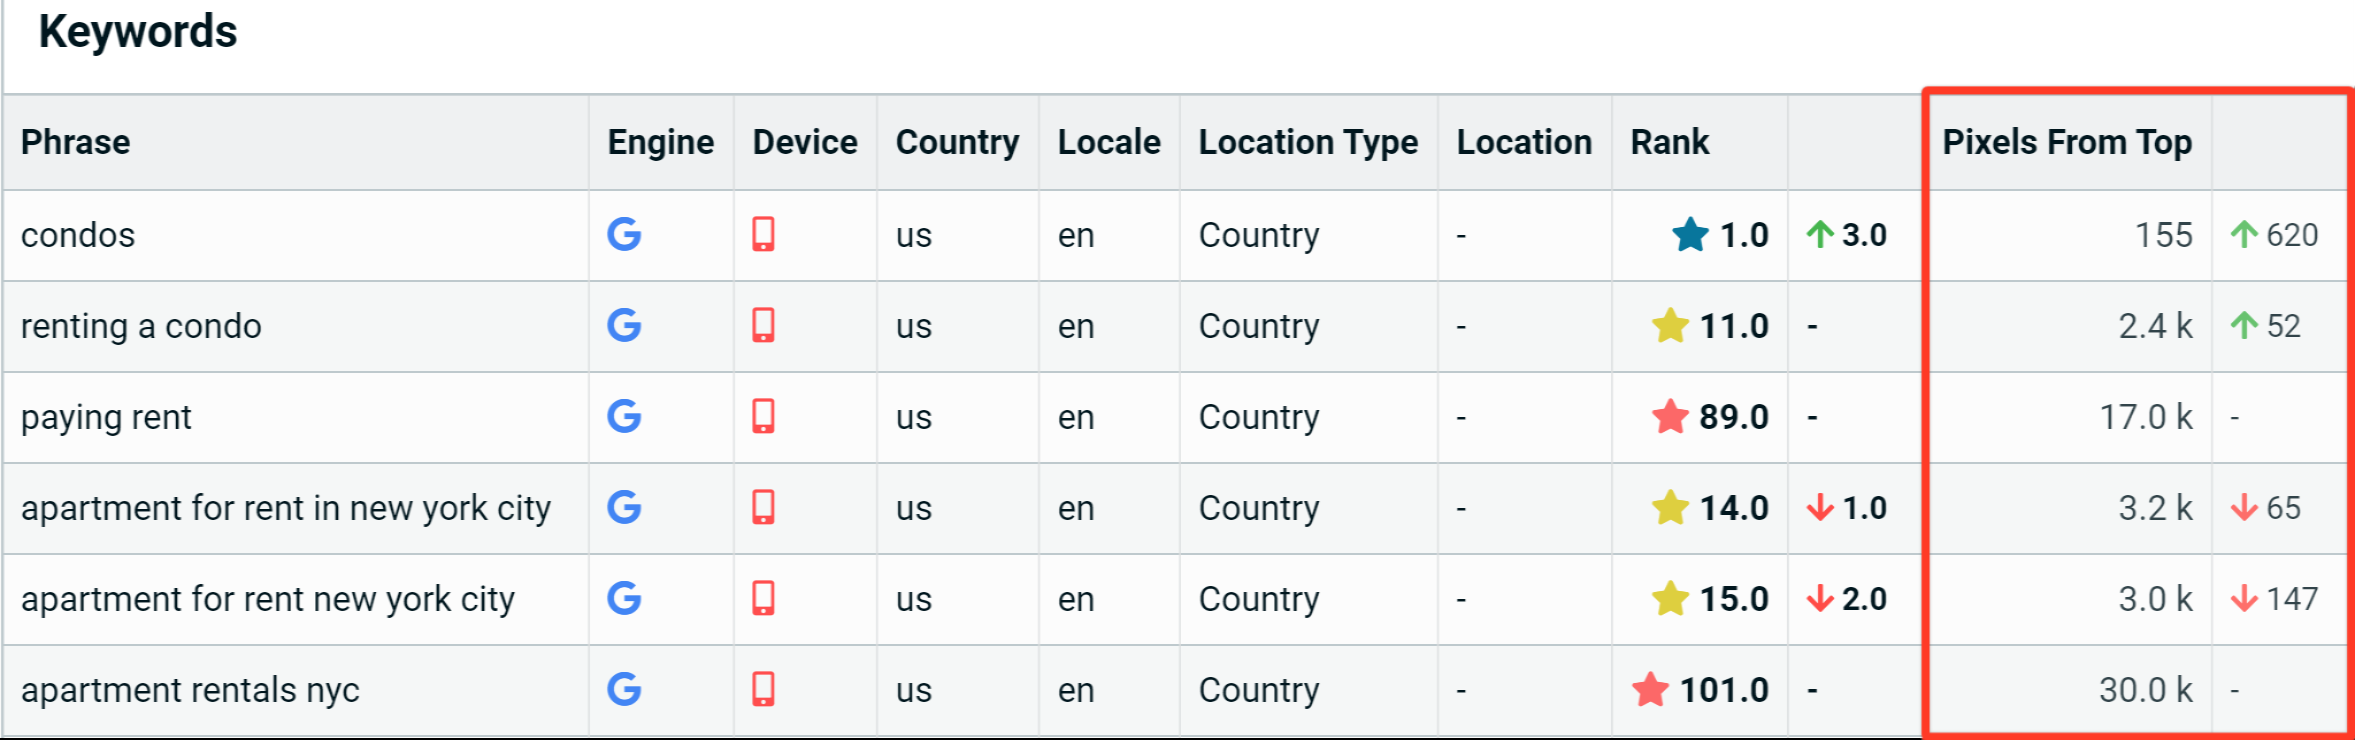 Keywords
Phrase Engine Device Country Locale Location Type Location Rank Pixels From Top
condos us en Country - 1.0 3.0 155 620
renting a condo us en Country - 11.0 - 2.4 k 52
paying rent us en Country - 89.0 - 17.0 k -
apartment for rent in new york city us en Country - 14.0 1.0 3.2 k 65
apartment for rent new york city us en Country - 15.0 2.0 3.0 k 147
apartment rentals nyc us en Country - 101.0 - 30.0 k -